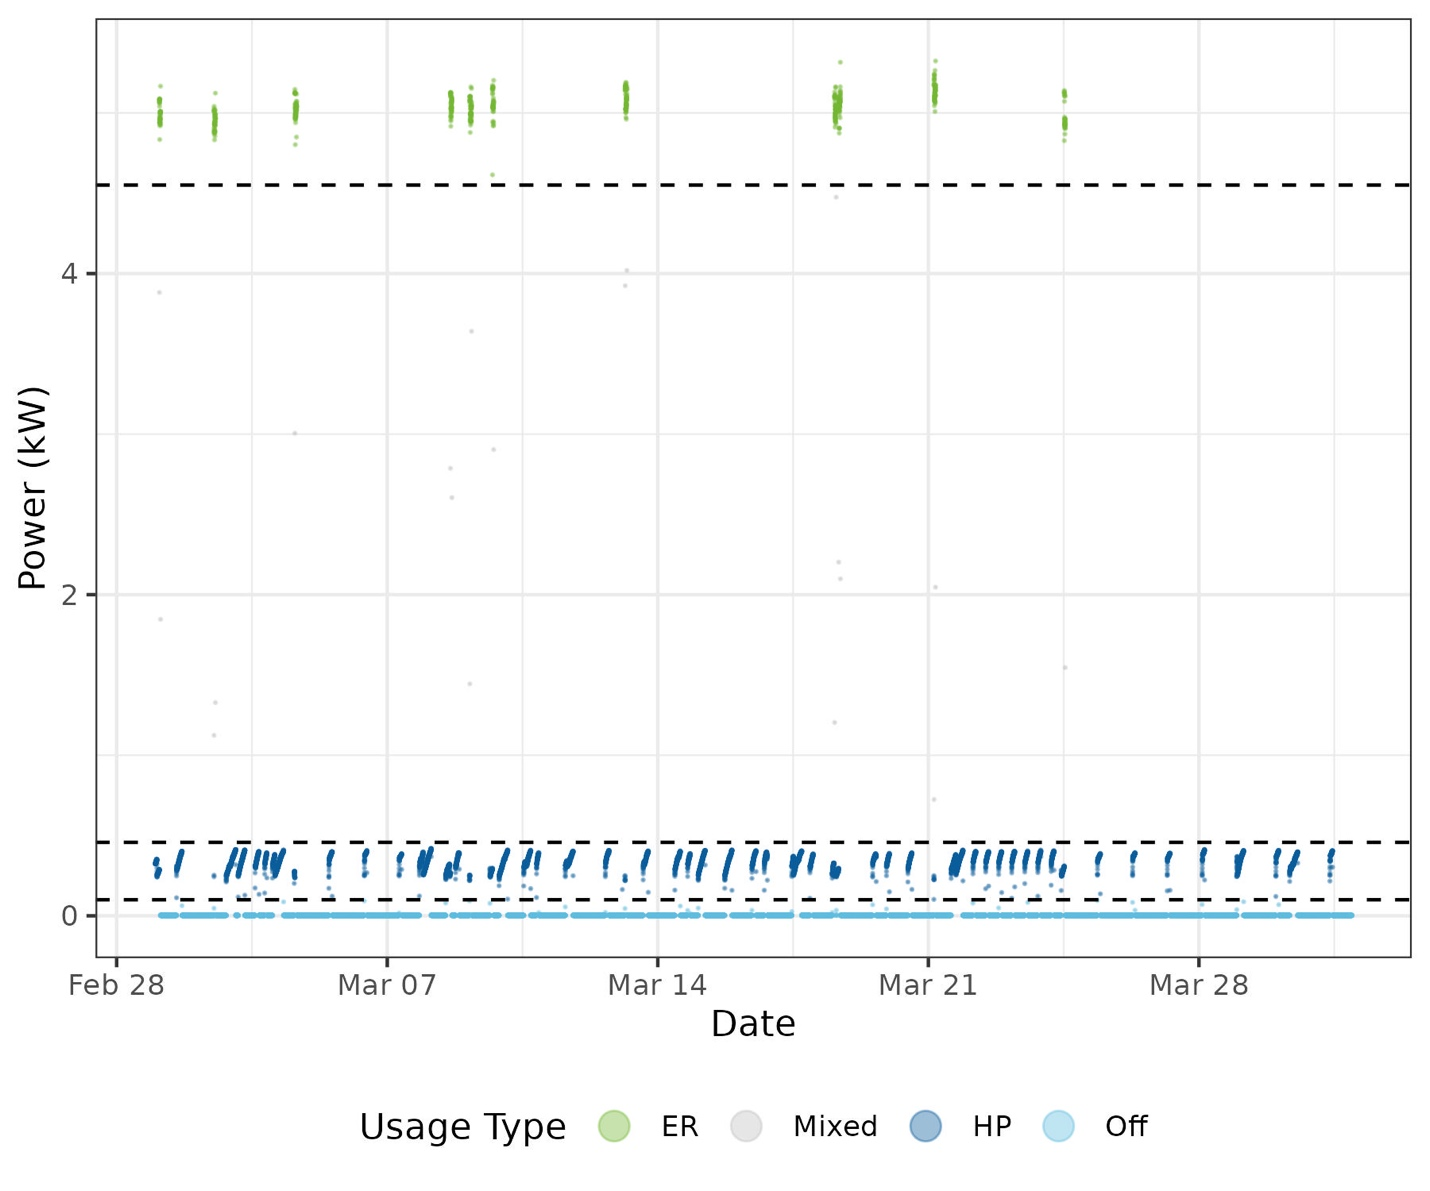 Power (kW)
4
2
0
Feb 28 Mar 07 Mar 14 Mar 21 Mar 28
Date
Usage Type ER Mixed HP Off